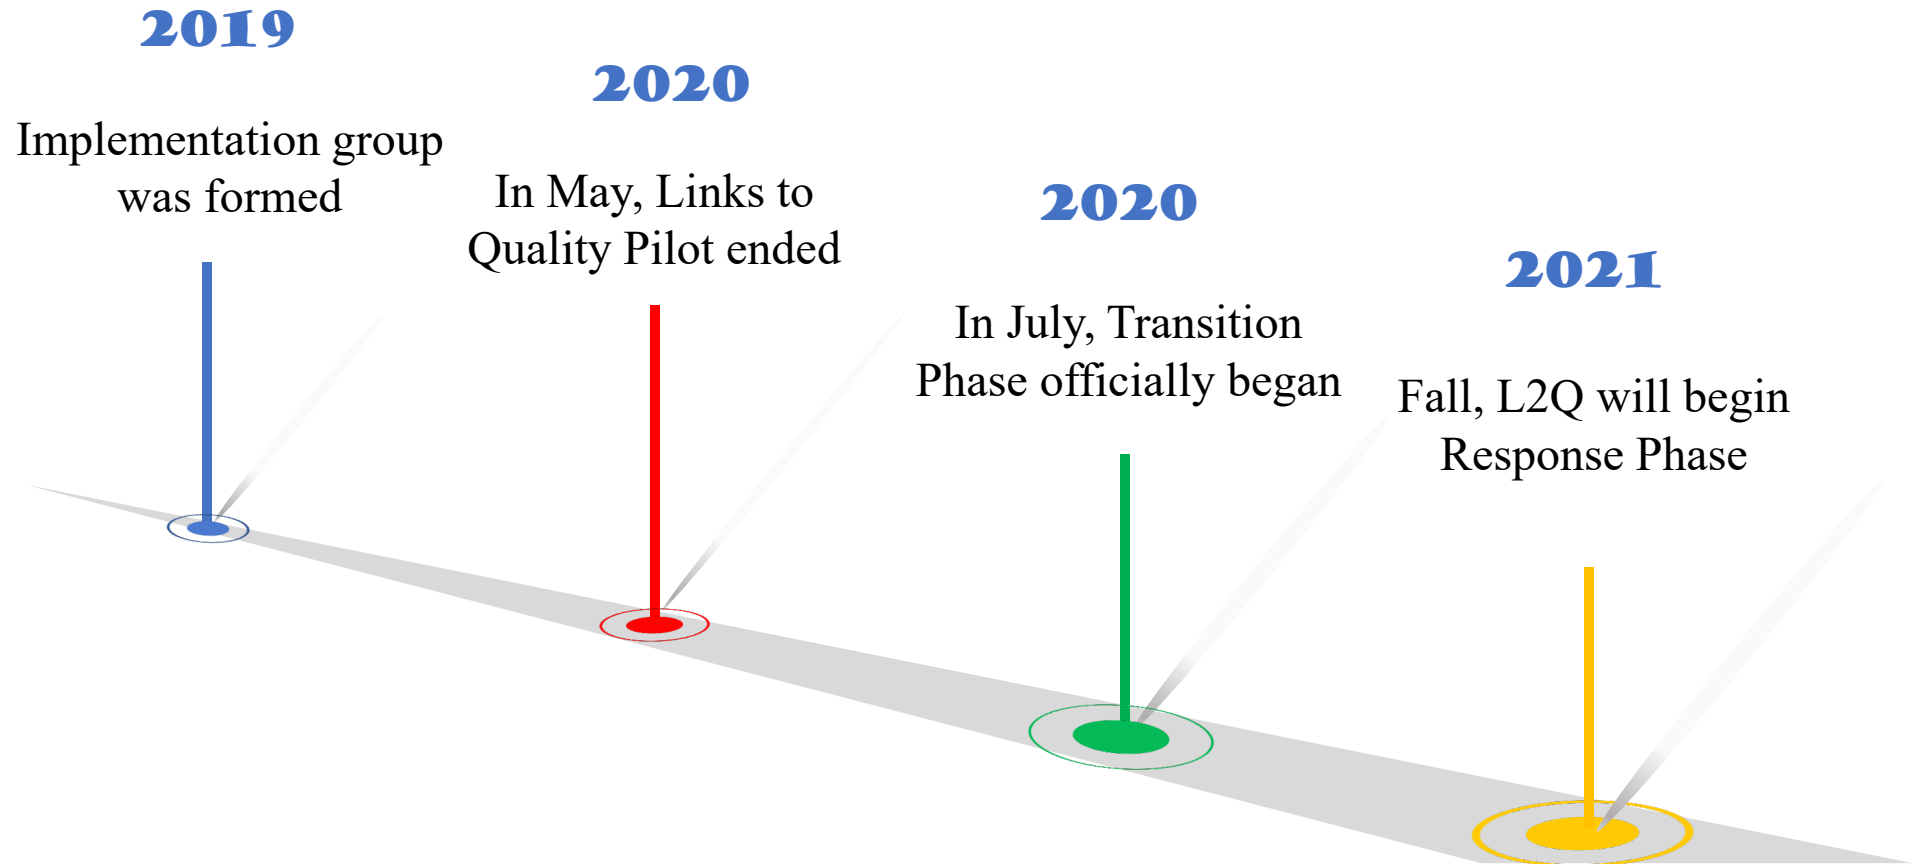 2019
Implementation group
was formed
2020
In May, Links to
Quality Pilot ended
2020
In July, Transition
Phase officially began
2021
Fall, L2Q will begin
Response Phase